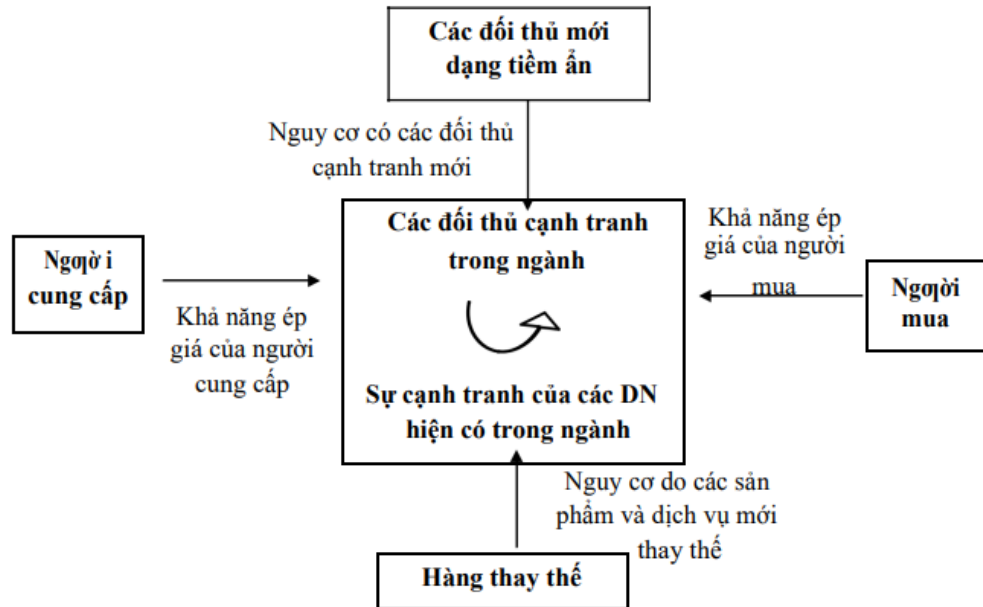 Các đối thủ mới
dạng tiềm ẩn
Nguy cơ có các đối thủ
cạnh tranh mới
Các đối thủ cạnh tranh
trong ngành
Khả năng ép
giá của người
mua
Ngƣờ i
cung cấp
Khả năng ép
giá của người
cung cấp
Ngƣời
mua
Sự cạnh tranh của các DN
hiện có trong ngành
Nguy cơ do các sản
phẩm và dịch vụ mới
thay thế
Hàng thay thế